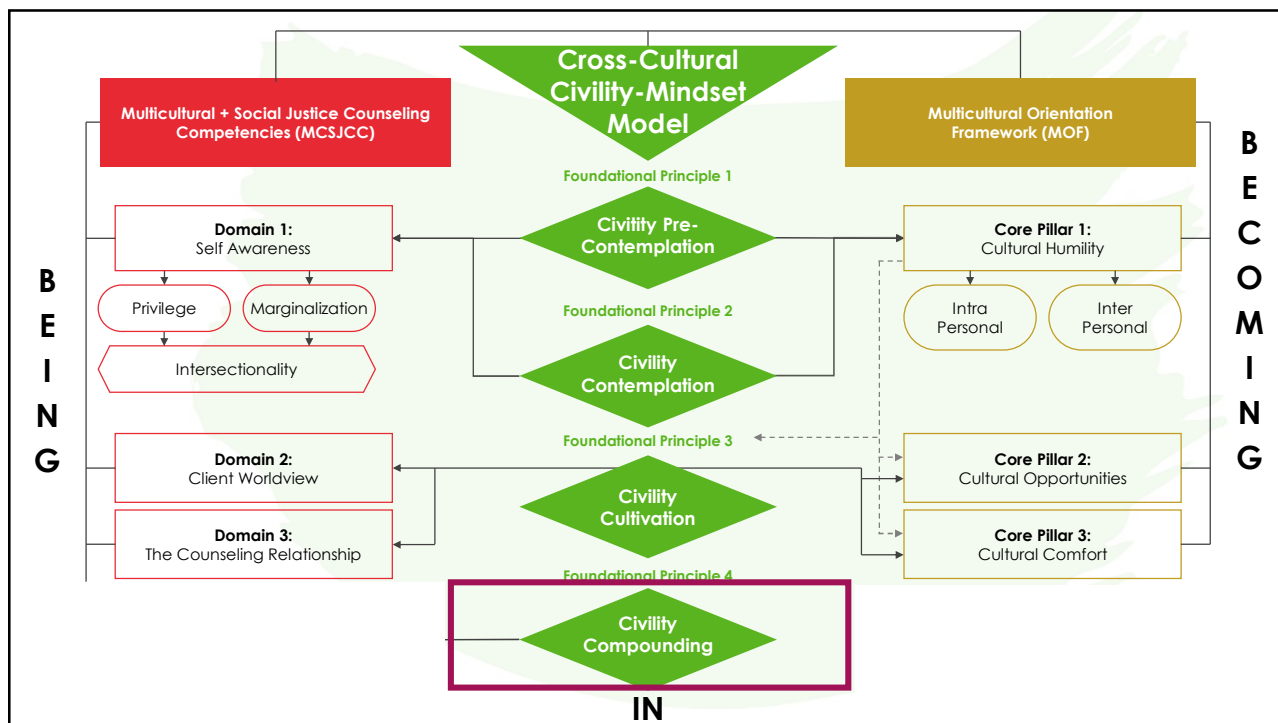 Cross-Cultural
Civility-Mindset
Model
Multicultural + Social Justice Counseling
Competencies (MCSJCC)
Multicultural Orientation
Framework (MOF)
BEING
BECOMING
Foundational Principle 1
Civitity Pre-
Contemplation
Domain 1:
Self Awareness
Core Pillar 1:
Cultural Humility
Privilege
Marginalization
Intra
Personal
Inter
Personal
Foundational Principle 2
Civility
Contemplation
Intersectionality
Foundational Principle 3
Civility
Cultivation
Domain 2:
Client Worldview
Core Pillar 2:
Cultural Opportunities
Domain 3:
The Counseling Relationship
Core Pillar 3:
Cultural Comfort
Foundational Principle 4
Civility
Compounding
IN